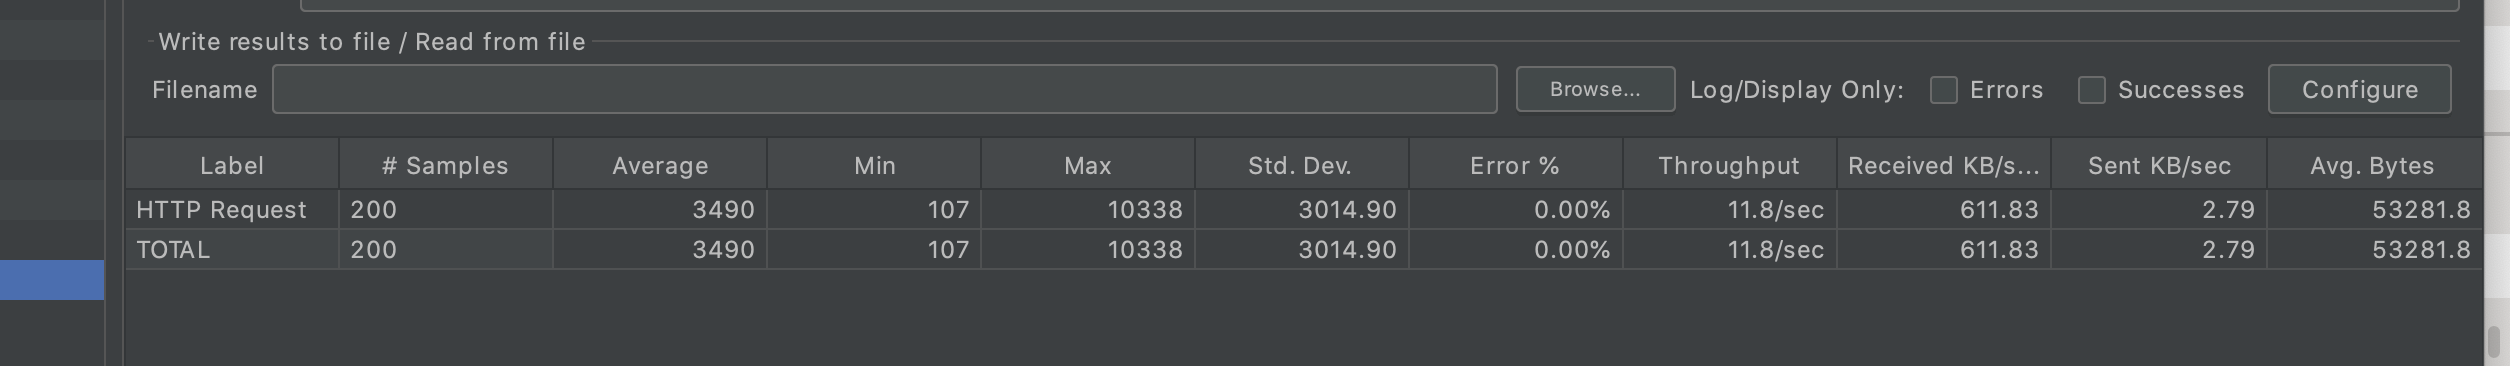 Write results to file / Read from file
Filename Browse... Log/Display Only: Errors Successes Configure
Label # Samples Average Min Max Std. Dev. Error % Throughput Received KB/s... Sent KB/sec Avg. Bytes
HTTP Request 200 3490 107 10338 3014.90 0.00% 11.8/sec 611.83 2.79 53281.8
TOTAL 200 3490 107 10338 3014.90 0.00% 11.8/sec 611.83 2.79 53281.8